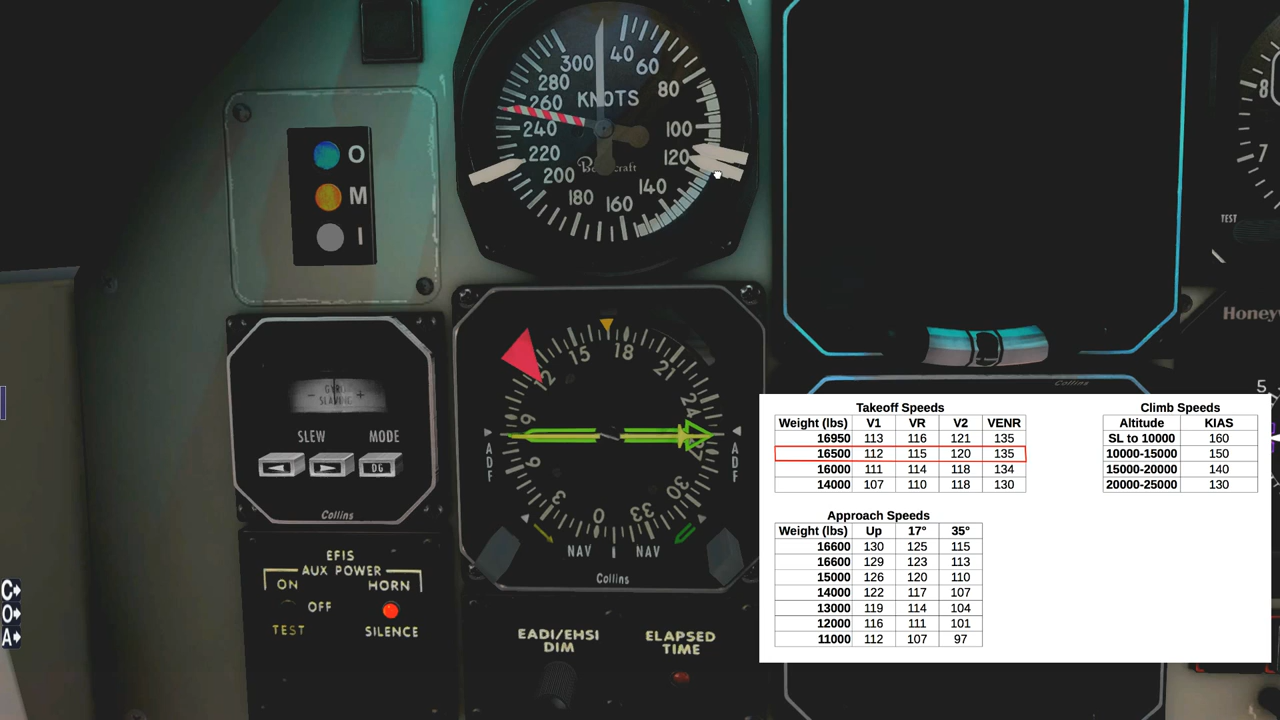 40
60
80
100
120
140
160
180
200
220
240
260
280
300
KNOTS
O
M
I
GYRO
SLAVING
- +
SLEW MODE
DG
Collins
15
18
21
24
30
33
0
3
6
9
12
ADF
ADF
NAV NAV
Collins
EFIS
AUX POWER
ON HORN
OFF
TEST SILENCE
EADI/EHSI
DIM
ELAPSED
TIME
C
O
A
8
7
TEST
5
Collins
Takeoff Speeds
Weight (lbs) V1 VR V2 VENR
16950 113 116 121 135
16500 112 115 120 135
16000 111 114 118 134
14000 107 110 118 130
Climb Speeds
Altitude KIAS
SL to 10000 160
10000-15000 150
15000-20000 140
20000-25000 130
Approach Speeds
Weight (lbs) Up 17° 35°
16600 130 125 115
16600 129 123 113
15000 126 120 110
14000 122 117 107
13000 119 114 104
12000 116 111 101
11000 112 107 97